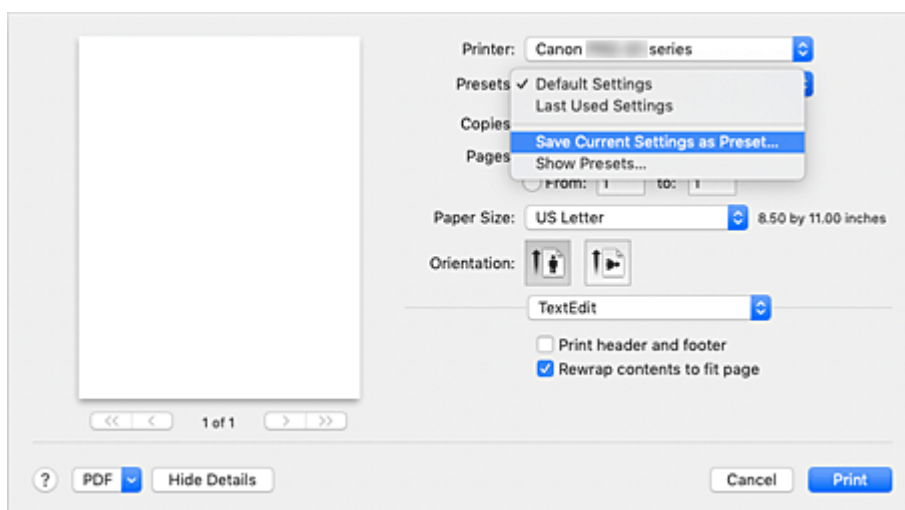 Printer: Canon series
Presets ✓ Default Settings
Last Used Settings
Copies
Save Current Settings as Preset...
Pages
Show Presets...
From: 1 to: 1
Paper Size: US Letter 8.50 by 11.00 inches
Orientation:
TextEdit
Print header and footer
Rewrap contents to fit page
<< < 1 of 1 > >>
? PDF Hide Details Cancel Print